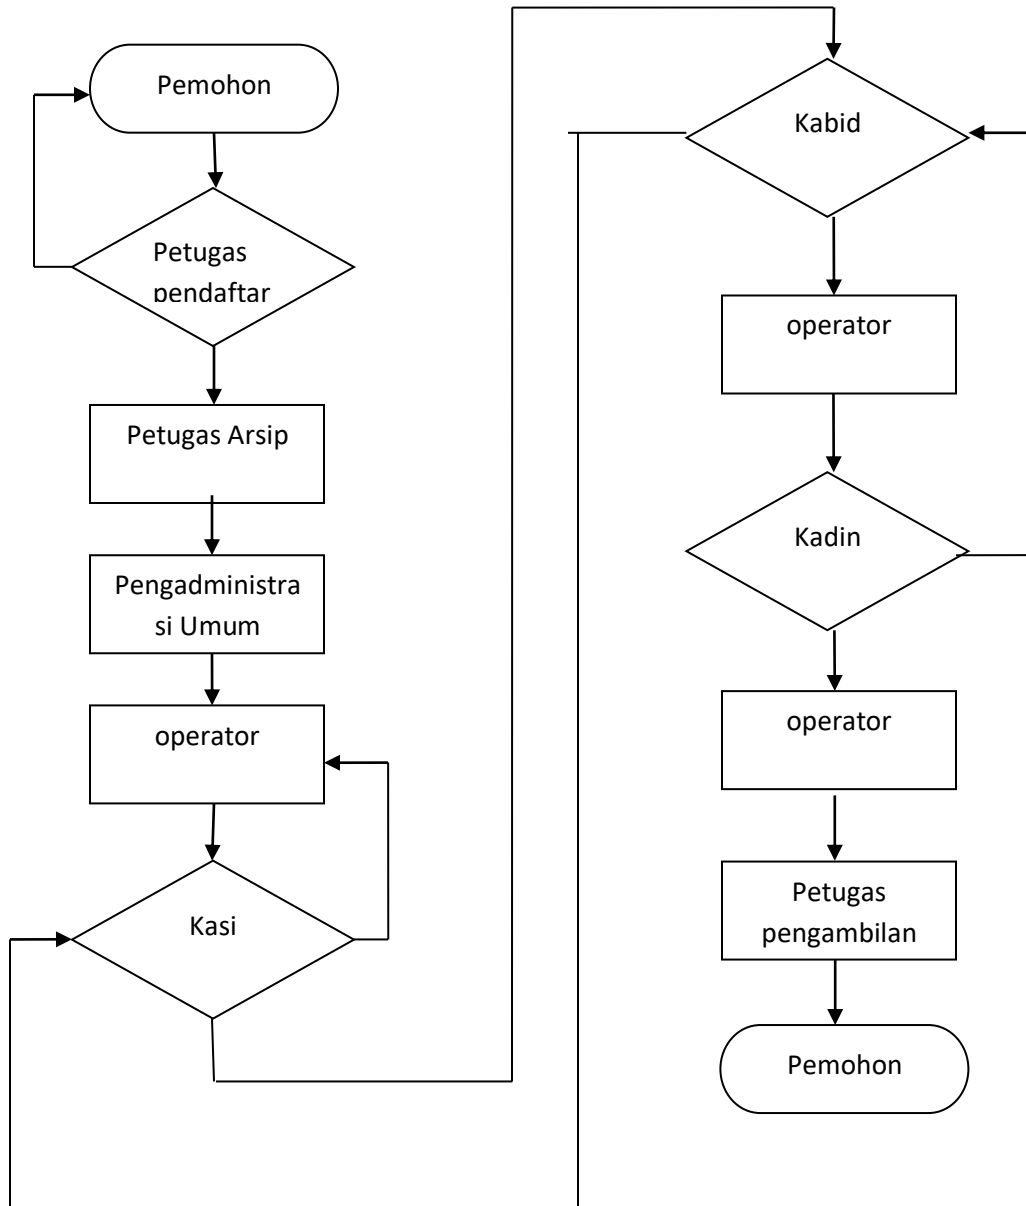 Pemohon
Petugas
pendaftar
Petugas Arsip
Pengadministra
si Umum
operator
Kasi
Kabid
operator
Kadin
operator
Petugas
pengambilan
Pemohon